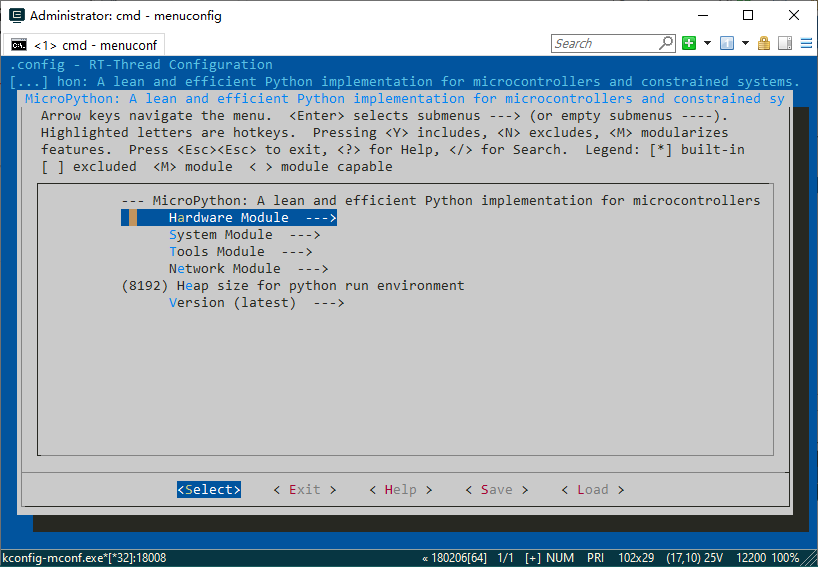 Administrator: cmd - menuconfig
<1> cmd - menuconf
Search
.config - RT-Thread Configuration
[...] hon: A lean and efficient Python implementation for microcontrollers and constrained systems.
MicroPython: A lean and efficient Python implementation for microcontrollers and constrained sy
Arrow keys navigate the menu.  <Enter> selects submenus ---> (or empty submenus ----).
Highlighted letters are hotkeys.  Pressing <Y> includes, <N> excludes, <M> modularizes
features.  Press <Esc><Esc> to exit, <?> for Help, </> for Search.  Legend: [*] built-in
[ ] excluded  <M> module  < > module capable
--- MicroPython: A lean and efficient Python implementation for microcontrollers
Hardware Module  --->
System Module  --->
Tools Module  --->
Network Module  --->
(8192) Heap size for python run environment
Version (latest)  --->
<Select>    < Exit >    < Help >    < Save >    < Load >
kconfig-mconf.exe*[*32]:18008    « 180206[64]  1/1  [+] NUM  PRI  102x29  (17,10) 25V  12200 100%